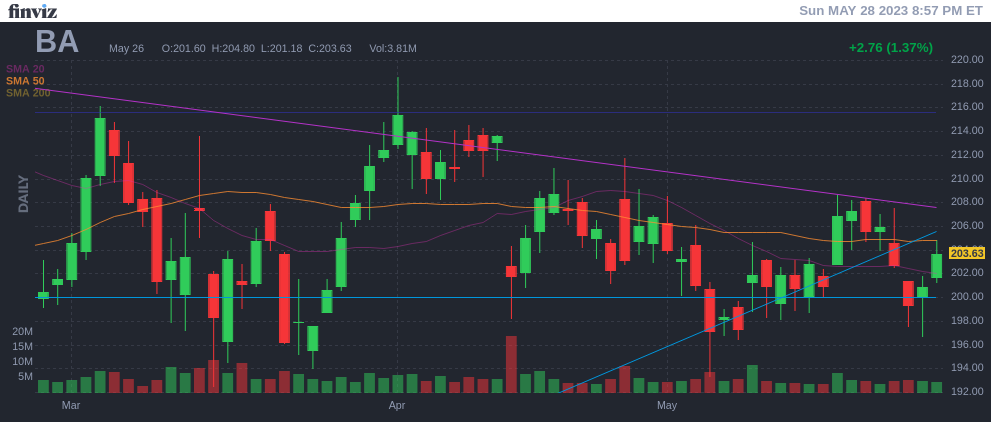 finviz
Sun MAY 28 2023 8:57 PM ET
BA
May 26 O:201.60 H:204.80 L:201.18 C:203.63 Vol:3.81M
+2.76 (1.37%)
SMA 20
SMA 50
SMA 200
DAILY
220.00
218.00
216.00
214.00
212.00
210.00
208.00
206.00
203.63
202.00
200.00
198.00
196.00
194.00
192.00
20M
15M
10M
5M
Mar Apr May